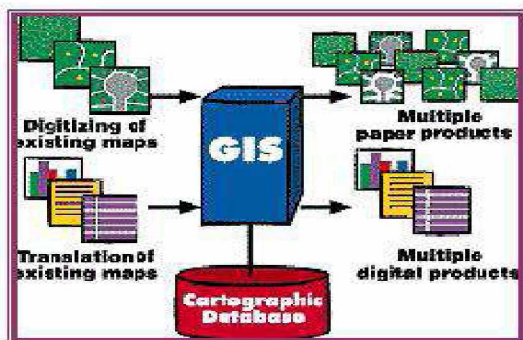 Digitizing of
existing maps
GIS
Multiple
paper products
Translation of
existing maps
Multiple
digital products
Cartographic
Database